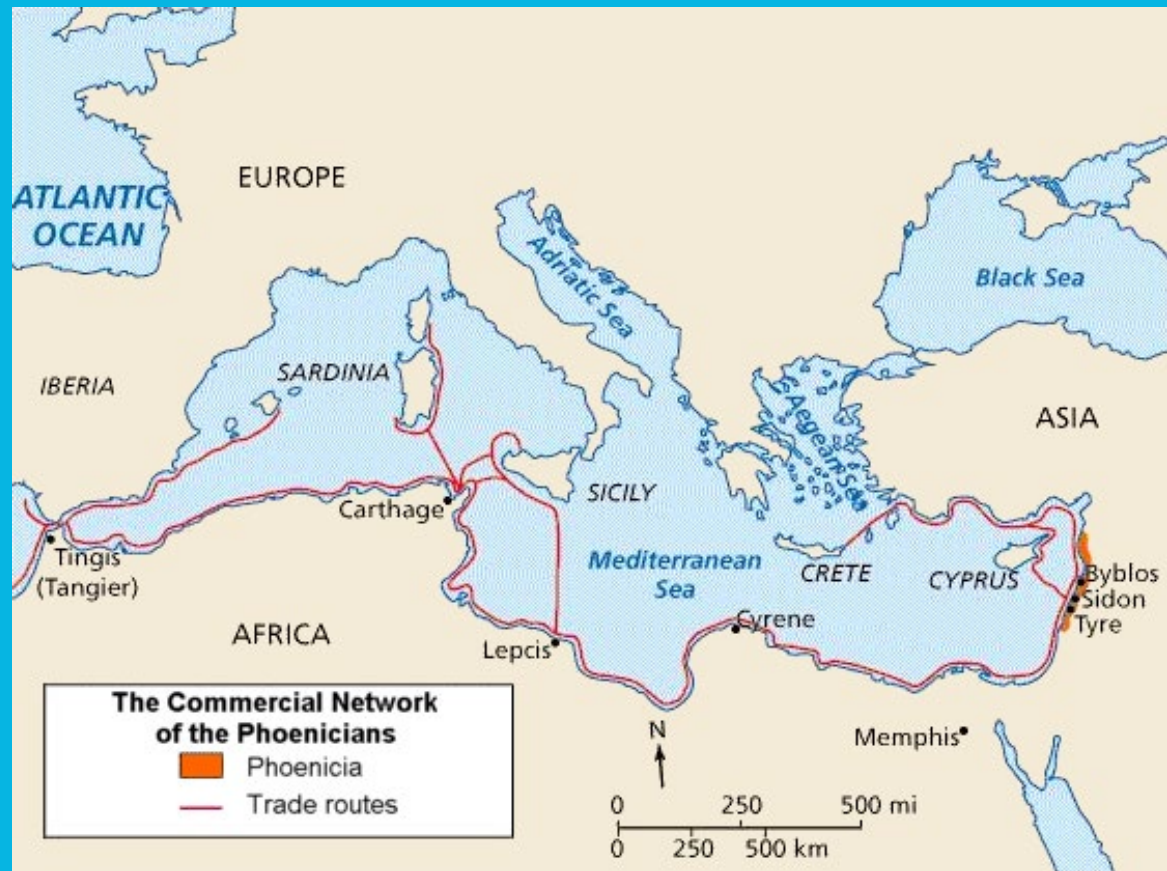 EUROPE
ATLANTIC
OCEAN
Adriatic Sea
Black Sea
IBERIA
SARDINIA
ASIA
Aegean Sea
SICILY
Carthage
Tingis
(Tangier)
Mediterranean
Sea
CRETE
CYPRUS
Byblos
Sidon
Tyre
AFRICA
Lepcis
Cyrene
Memphis
The Commercial Network
of the Phoenicians
Phoenicia
Trade routes
N
0 250 500 mi
0 250 500 km